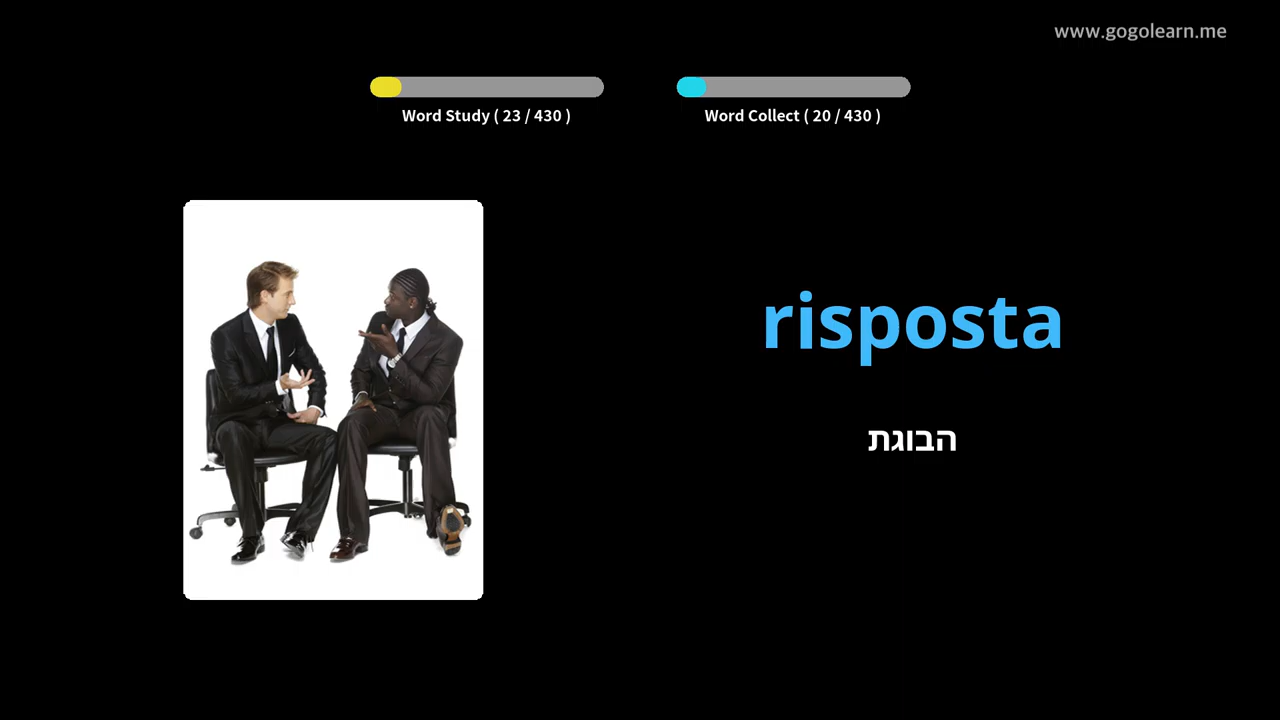 www.gogolearn.me
Word Study ( 23 / 430 )
Word Collect ( 20 / 430 )
risposta
הבוגת